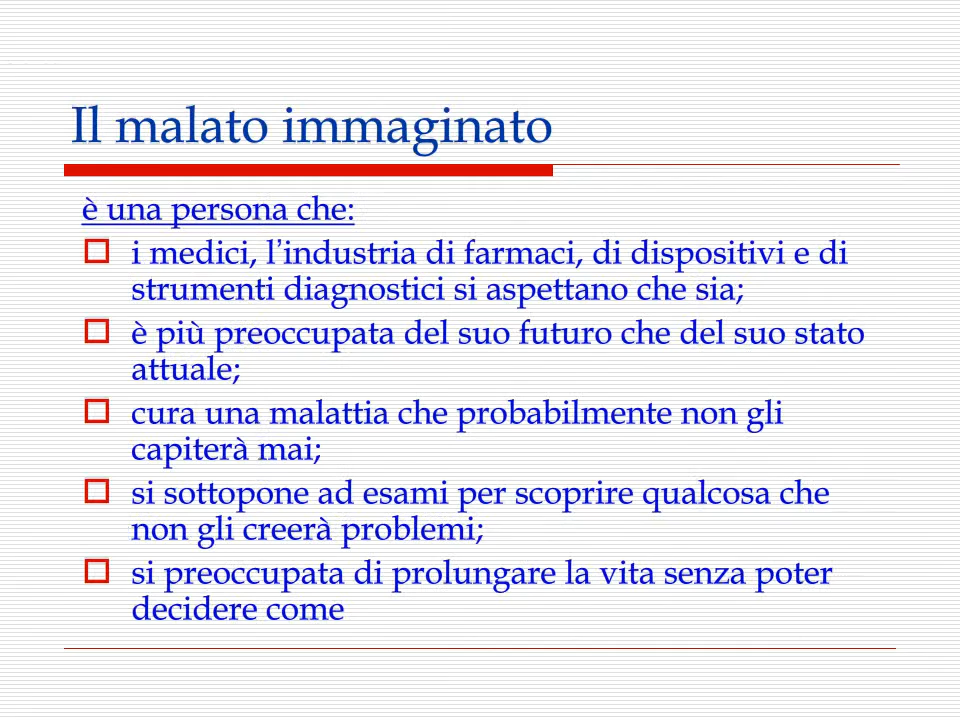 Il malato immaginato
è una persona che:
i medici, l’industria di farmaci, di dispositivi e di
strumenti diagnostici si aspettano che sia;
è più preoccupata del suo futuro che del suo stato
attuale;
cura una malattia che probabilmente non gli
capiterà mai;
si sottopone ad esami per scoprire qualcosa che
non gli creerà problemi;
si preoccupata di prolungare la vita senza poter
decidere come